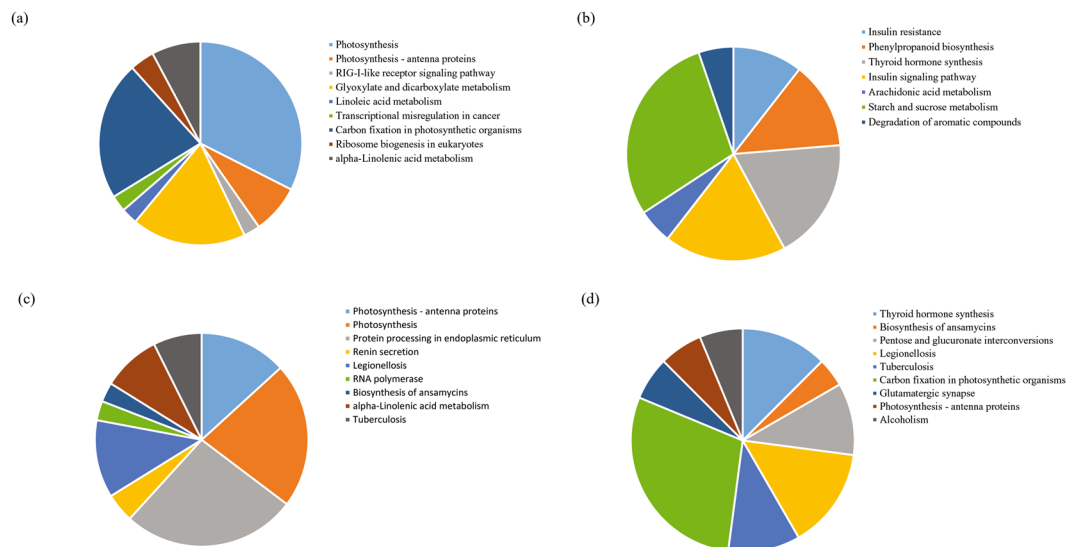 (a)
Photosynthesis
Photosynthesis - antenna proteins
RIG-I-like receptor signaling pathway
Glyoxylate and dicarboxylate metabolism
Linoleic acid metabolism
Transcriptional misregulation in cancer
Carbon fixation in photosynthetic organisms
Ribosome biogenesis in eukaryotes
alpha-Linolenic acid metabolism
(b)
Insulin resistance
Phenylpropanoid biosynthesis
Thyroid hormone synthesis
Insulin signaling pathway
Arachidonic acid metabolism
Starch and sucrose metabolism
Degradation of aromatic compounds
(c)
Photosynthesis - antenna proteins
Photosynthesis
Protein processing in endoplasmic reticulum
Renin secretion
Legionellosis
RNA polymerase
Biosynthesis of ansamycins
alpha-Linolenic acid metabolism
Tuberculosis
(d)
Thyroid hormone synthesis
Biosynthesis of ansamycins
Pentose and glucuronate interconversions
Legionellosis
Tuberculosis
Carbon fixation in photosynthetic organisms
Glutamatergic synapse
Photosynthesis - antenna proteins
Alcoholism